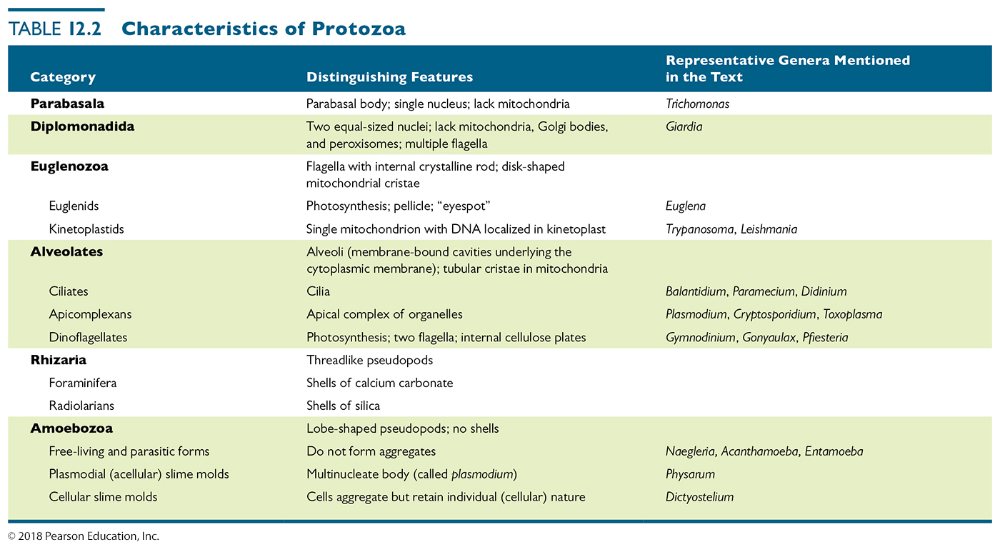 TABLE 12.2 Characteristics of Protozoa
Category Distinguishing Features Representative Genera Mentioned in the Text
Parabasala Parabasal body; single nucleus; lack mitochondria Trichomonas
Diplomonadida Two equal-sized nuclei; lack mitochondria, Golgi bodies, Giardia
and peroxisomes; multiple flagella
Euglenozoa Flagella with internal crystalline rod; disk-shaped
mitochondrial cristae
Euglenids Photosynthesis; pellicle; “eyespot” Euglena
Kinetoplastids Single mitochondrion with DNA localized in kinetoplast Trypanosoma, Leishmania
Alveolates Alveoli (membrane-bound cavities underlying the
cytoplasmic membrane); tubular cristae in mitochondria
Ciliates Cilia Balantidium, Paramecium, Didinium
Apicomplexans Apical complex of organelles Plasmodium, Cryptosporidium, Toxoplasma
Dinoflagellates Photosynthesis; two flagella; internal cellulose plates Gymnodinium, Gonyaulax, Pfiesteria
Rhizaria Threadlike pseudopods
Foraminifera Shells of calcium carbonate
Radiolarians Shells of silica
Amoebozoa Lobe-shaped pseudopods; no shells
Free-living and parasitic forms Do not form aggregates Naegleria, Acanthamoeba, Entamoeba
Plasmodial (acellular) slime molds Multinucleate body (called plasmodium) Physarum
Cellular slime molds Cells aggregate but retain individual (cellular) nature Dictyostelium
© 2018 Pearson Education, Inc.